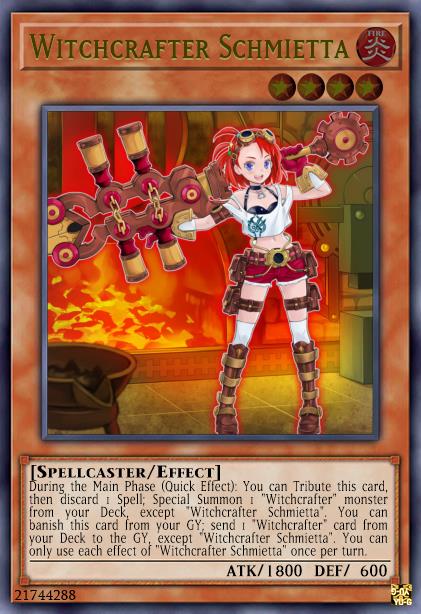 WITCHCRAFTER SCHMIETTA
FIRE
炎
[SPELLCASTER/EFFECT]
During the Main Phase (Quick Effect): You can Tribute this card,
then discard 1 Spell; Special Summon 1 "Witchcrafter" monster
from your Deck, except "Witchcrafter Schmietta". You can
banish this card from your GY; send 1 "Witchcrafter" card from
your Deck to the GY, except "Witchcrafter Schmietta". You can
only use each effect of "Witchcrafter Schmietta" once per turn.
ATK/1800 DEF/ 600
21744288